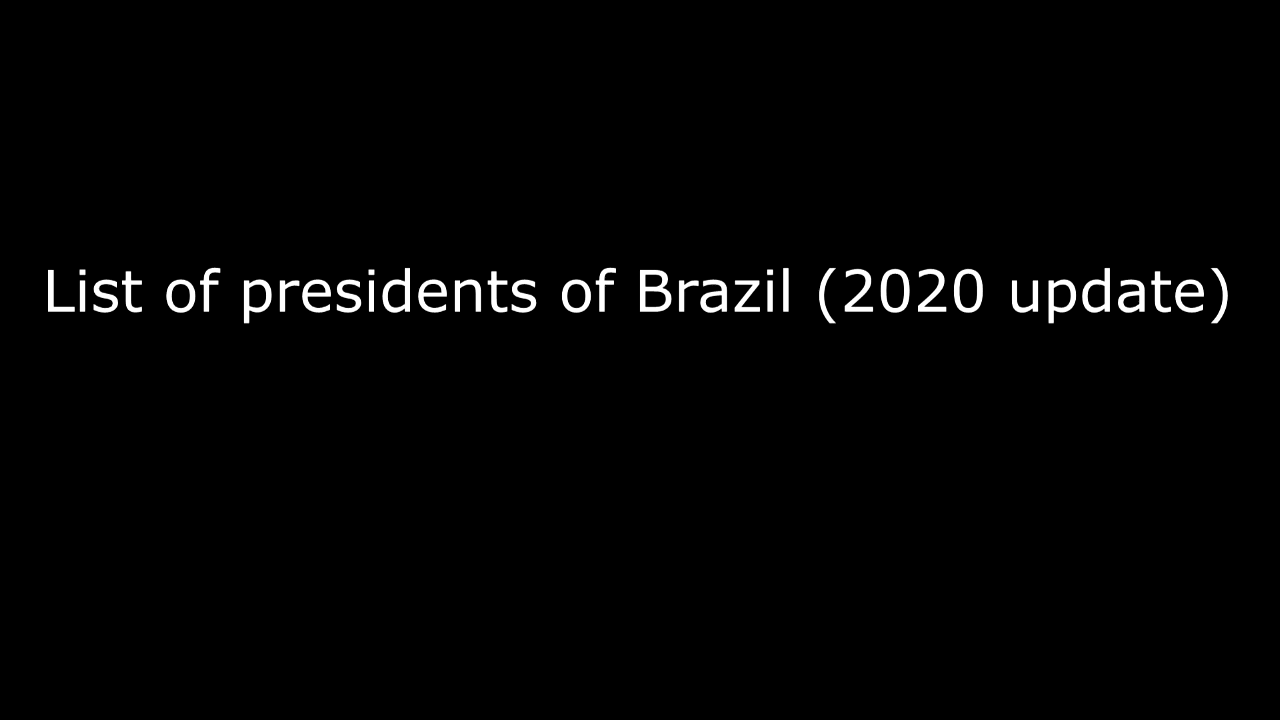 List of presidents of Brazil (2020 update)